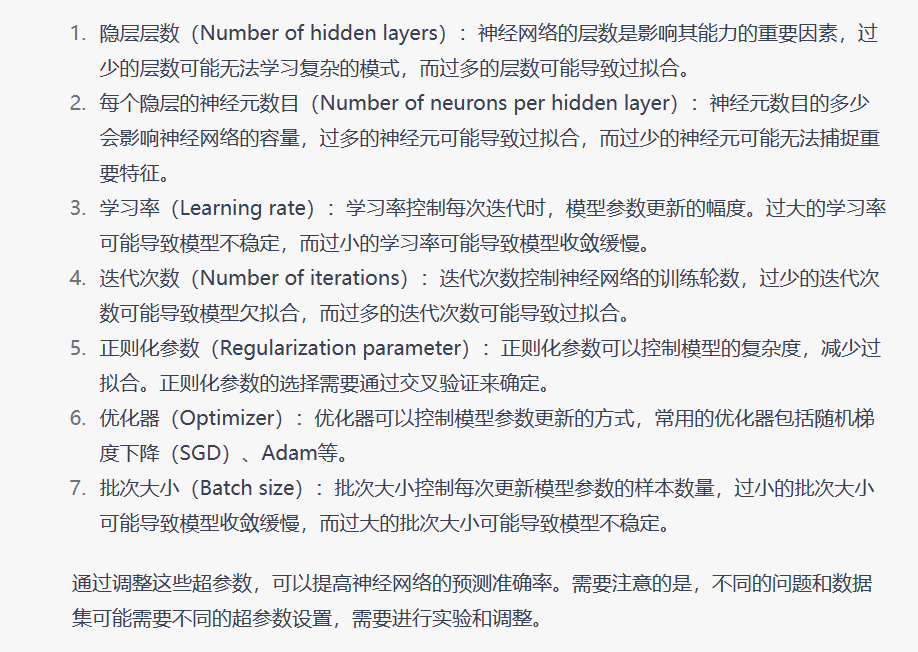 1. 隐层层数（Number of hidden layers）：神经网络的层数是影响其能力的重要因素，过
少的层数可能无法学习复杂的模式，而过多的层数可能导致过拟合。
2. 每个隐层的神经元数目（Number of neurons per hidden layer）：神经元数目的多少
会影响神经网络的容量，过多的神经元可能导致过拟合，而过少的神经元可能无法捕捉重
要特征。
3. 学习率（Learning rate）：学习率控制每次迭代时，模型参数更新的幅度。过大的学习率
可能导致模型不稳定，而过小的学习率可能导致模型收敛缓慢。
4. 迭代次数（Number of iterations）：迭代次数控制神经网络的训练轮数，过少的迭代次
数可能导致模型欠拟合，而过多的迭代次数可能导致过拟合。
5. 正则化参数（Regularization parameter）：正则化参数可以控制模型的复杂度，减少过
拟合。正则化参数的选择需要通过交叉验证来确定。
6. 优化器（Optimizer）：优化器可以控制模型参数更新的方式，常用的优化器包括随机梯
度下降（SGD）、Adam等。
7. 批次大小（Batch size）：批次大小控制每次更新模型参数的样本数量，过小的批次大小
可能导致模型收敛缓慢，而过大的批次大小可能导致模型不稳定。
通过调整这些超参数，可以提高神经网络的预测准确率。需要注意的是，不同的问题和数据
集可能需要不同的超参数设置，需要进行实验和调整。